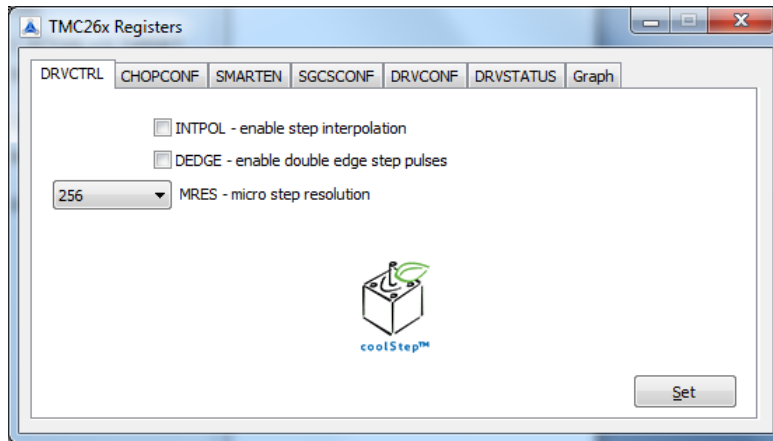 TMC26x Registers
DRVCTRL CHOPCONF SMARTEN SGCSCONF DRVCONF DRVSTATUS Graph
INTPOL - enable step interpolation
DEDGE - enable double edge step pulses
256 MRES - micro step resolution
coolStep™
Set